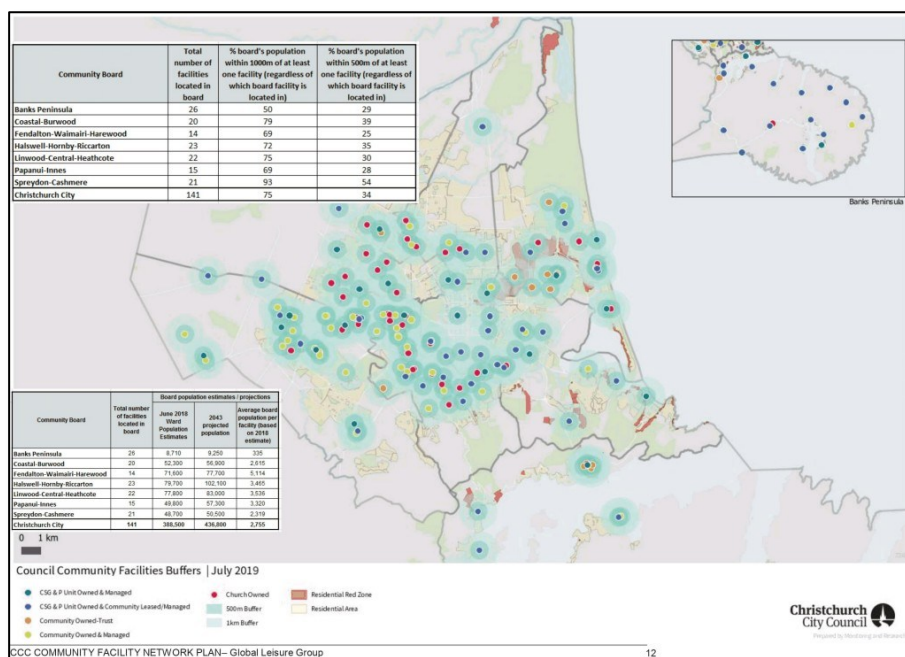 Community Board Total number of facilities located in board % board's population within 1000m of at least one facility (regardless of which board facility is located in) % board's population within 500m of at least one facility (regardless of which board facility is located in)
Banks Peninsula 26 50 29
Coastal-Burwood 20 79 39
Fendalton-Waimairi-Harewood 14 69 25
Halswell-Hornby-Riccarton 23 72 35
Linwood-Central-Heathcote 22 75 30
Papanui-Innes 15 69 28
Spreydon-Cashmere 21 93 54
Christchurch City 141 75 34
Banks Peninsula
Board population estimates / projections
Community Board Total number of facilities located in board June 2018 Ward Population Estimates 2043 projected population Average board population per facility (based on 2018 estimate)
Banks Peninsula 26 8,710 9,250 335
Coastal-Burwood 20 52,300 56,900 2,615
Fendalton-Waimairi-Harewood 14 71,600 77,700 5,114
Halswell-Hornby-Riccarton 23 79,700 102,100 3,465
Linwood-Central-Heathcote 22 77,800 83,000 3,536
Papanui-Innes 15 49,800 57,300 3,320
Spreydon-Cashmere 21 48,700 50,500 2,319
Christchurch City 141 388,500 436,800 2,755
0 1 km
Council Community Facilities Buffers | July 2019
CSG & P Unit Owned & Managed
CSG & P Unit Owned & Community Leased/Managed
Community Owned-Trust
Community Owned & Managed
Church Owned
500m Buffer
1km Buffer
Residential Red Zone
Residential Area
Christchurch
City Council
Prepared by Monitoring and Research
CCC COMMUNITY FACILITY NETWORK PLAN– Global Leisure Group 12